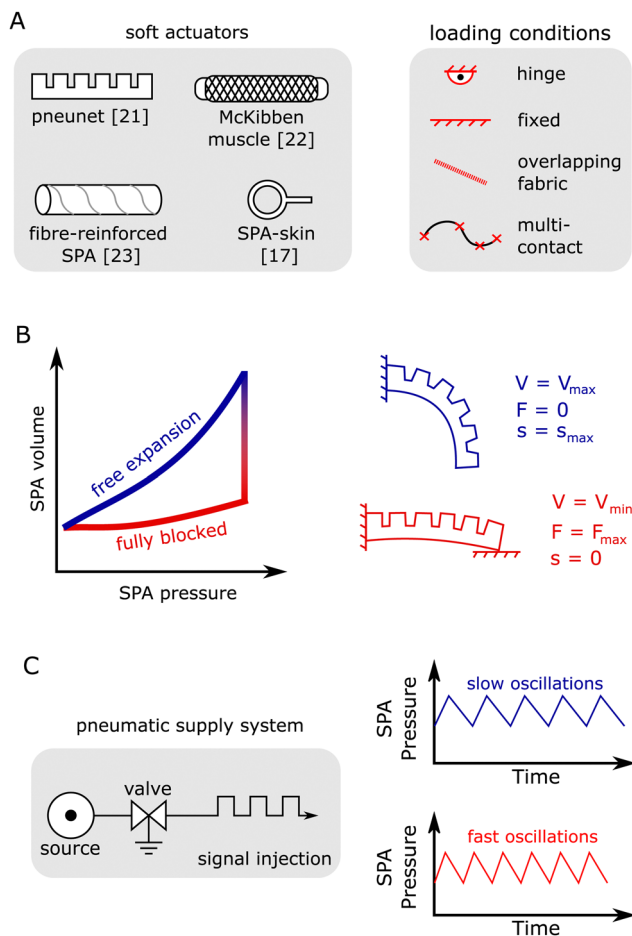 A
soft actuators
pneunet [21]
McKibben
muscle [22]
fibre-reinforced
SPA [23]
SPA-skin
[17]
loading conditions
hinge
fixed
overlapping
fabric
multi-
contact
B
SPA volume
free expansion
fully blocked
SPA pressure
V = Vmax
F = 0
s = smax
V = Vmin
F = Fmax
s = 0
C
pneumatic supply system
valve
source
signal injection
SPA
Pressure
slow oscillations
Time
SPA
Pressure
fast oscillations
Time